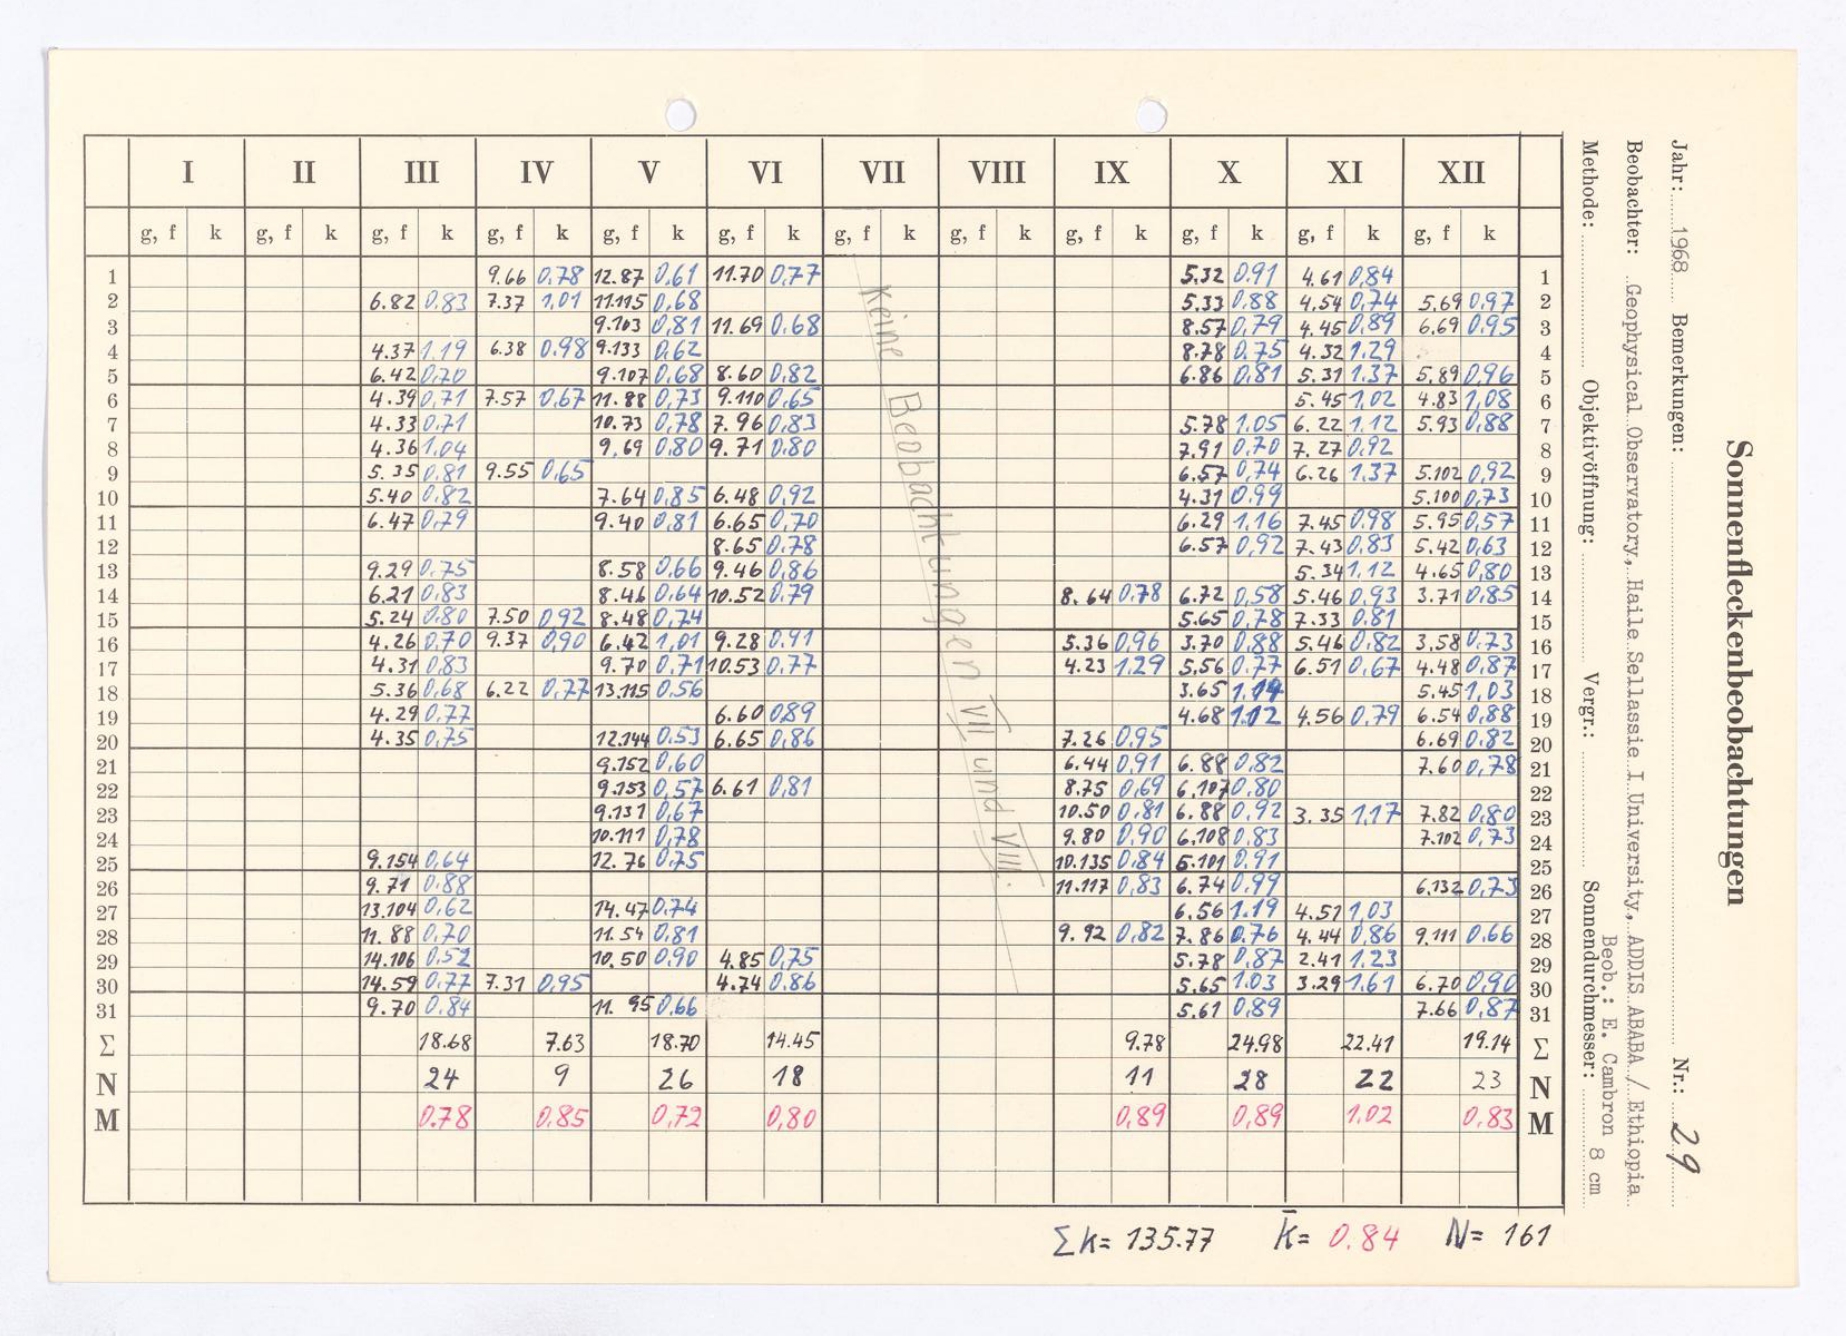 I II III IV V VI VII VIII IX X XI XII
g, f k g, f k g, f k g, f k g, f k g, f k g, f k g, f k g, f k g, f k g, f k g, f k
1 9.66 0,78 12.87 0,61 11.70 0,77 5.32 0.91 4.61 0,84 1
2 6.82 0.83 7.37 1,01 11.115 0,68 5.33 0.88 4.54 0,74 5.69 0.97 2
3 9.103 0,81 11.69 0.68 8.57 0,79 4.45 0.89 6.69 0.95 3
4 4.37 1.19 6.38 0.98 9.133 0.62 8.78 0.75 4.32 1.29 4
5 6.42 0,70 9.107 0.68 8.60 0,82 6.86 0,81 5.31 1.37 5.89 0,96 5
6 4.39 0,71 7.57 0,67 11.88 0,73 9.110 0,65 5.45 1,02 4.83 1,08 6
7 4.33 0.71 10.73 0,78 7.96 0,83 5.78 1.05 6.22 1.12 5.93 0,88 7
8 4.36 1.04 9.69 0.80 9.71 0,80 7.91 0,70 7.27 0.92 8
9 5.35 0.81 9.55 0,65 6.57 0,74 6.26 1,37 5.102 0,92 9
10 5.40 0,82 7.64 0,85 6.48 0,92 4.31 0.99 5.100 0,73 10
11 6.47 0,79 9.40 0,81 6.65 0,70 6.29 1,16 7.45 0.98 5.95 0,57 11
12 8.65 0.78 6.57 0,92 7.43 0,83 5.42 0,63 12
13 9.29 0.75 8.58 0.66 9.46 0,86 5.34 1.12 4.65 0,80 13
14 6.21 0,83 8.46 0.64 10.52 0.79 8.64 0.78 6.72 0,58 5.46 0,93 3.71 0,85 14
15 5.24 0.80 7.50 0,92 8.48 0,74 5.65 0,78 7.33 0.81 15
16 4.26 0,70 9.37 0,90 6.42 1,01 9.28 0.91 5.36 0,96 3.70 0,88 5.46 0,82 3.58 0.73 16
17 4.31 0,83 9.70 0,71 10.53 0.77 4.23 1.29 5.56 0.77 6.51 0,67 4.48 0,87 17
18 5.36 0,68 6.22 0,77 13.115 0.56 3.65 1,14 5.45 1,03 18
19 4.29 0.77 6.60 0.89 4.68 1.12 4.56 0,79 6.54 0,88 19
20 4.35 0.75 12.144 0.53 6.65 0,86 7.26 0.95 6.69 0.82 20
21 9.152 0,60 6.44 0,91 6.88 0,82 7.60 0,78 21
22 9.153 0,57 6.61 0,81 8.75 0,69 6,107 0.80 22
23 9.131 0,67 10.50 0,81 6.88 0,92 3.35 1,17 7.82 0,80 23
24 10.111 0,78 9.80 0,90 6,108 0,83 7.102 0,73 24
25 9.154 0,64 12.76 0,75 10.135 0,84 5.101 0.91 25
26 9.71 0.88 11.117 0,83 6.74 0,99 6.132 0,73 26
27 13.104 0,62 14.47 0.74 6.56 1.19 4.51 1,03 27
28 11.88 0,70 11.54 0,81 9.92 0,82 7.86 0.76 4.44 0,86 9.111 0.66 28
29 14.106 0,52 10.50 0.90 4.85 0,75 5.78 0,87 2.41 1.23 29
30 14.59 0,77 7.31 0,95 4.74 0,86 5.65 1.03 3.29 1,61 6.70 0,90 30
31 9.70 0.84 11.95 0.66 5.61 0,89 7.66 0,87 31
Σ 18.68 7.63 18.70 14.45 9.78 24.98 22.41 19.14 Σ
N 24 9 26 18 11 28 22 23 N
M 0.78 0,85 0,72 0,80 0,89 0,89 1.02 0,83 M
keine Beobachtungen VII und VIII.
Σk= 135.77 k̄= 0.84 N= 161
Sonnenfleckenbeobachtungen
Jahr: 1968 Bemerkungen: Nr.: 29
Beobachter: Geophysical Observatory, Haile Sellassie I University, ADDIS ABABA / Ethiopia
Beob.: E. Cambron
Methode: Objektivöffnung: Vergr.: Sonnendurchmesser: 8 cm